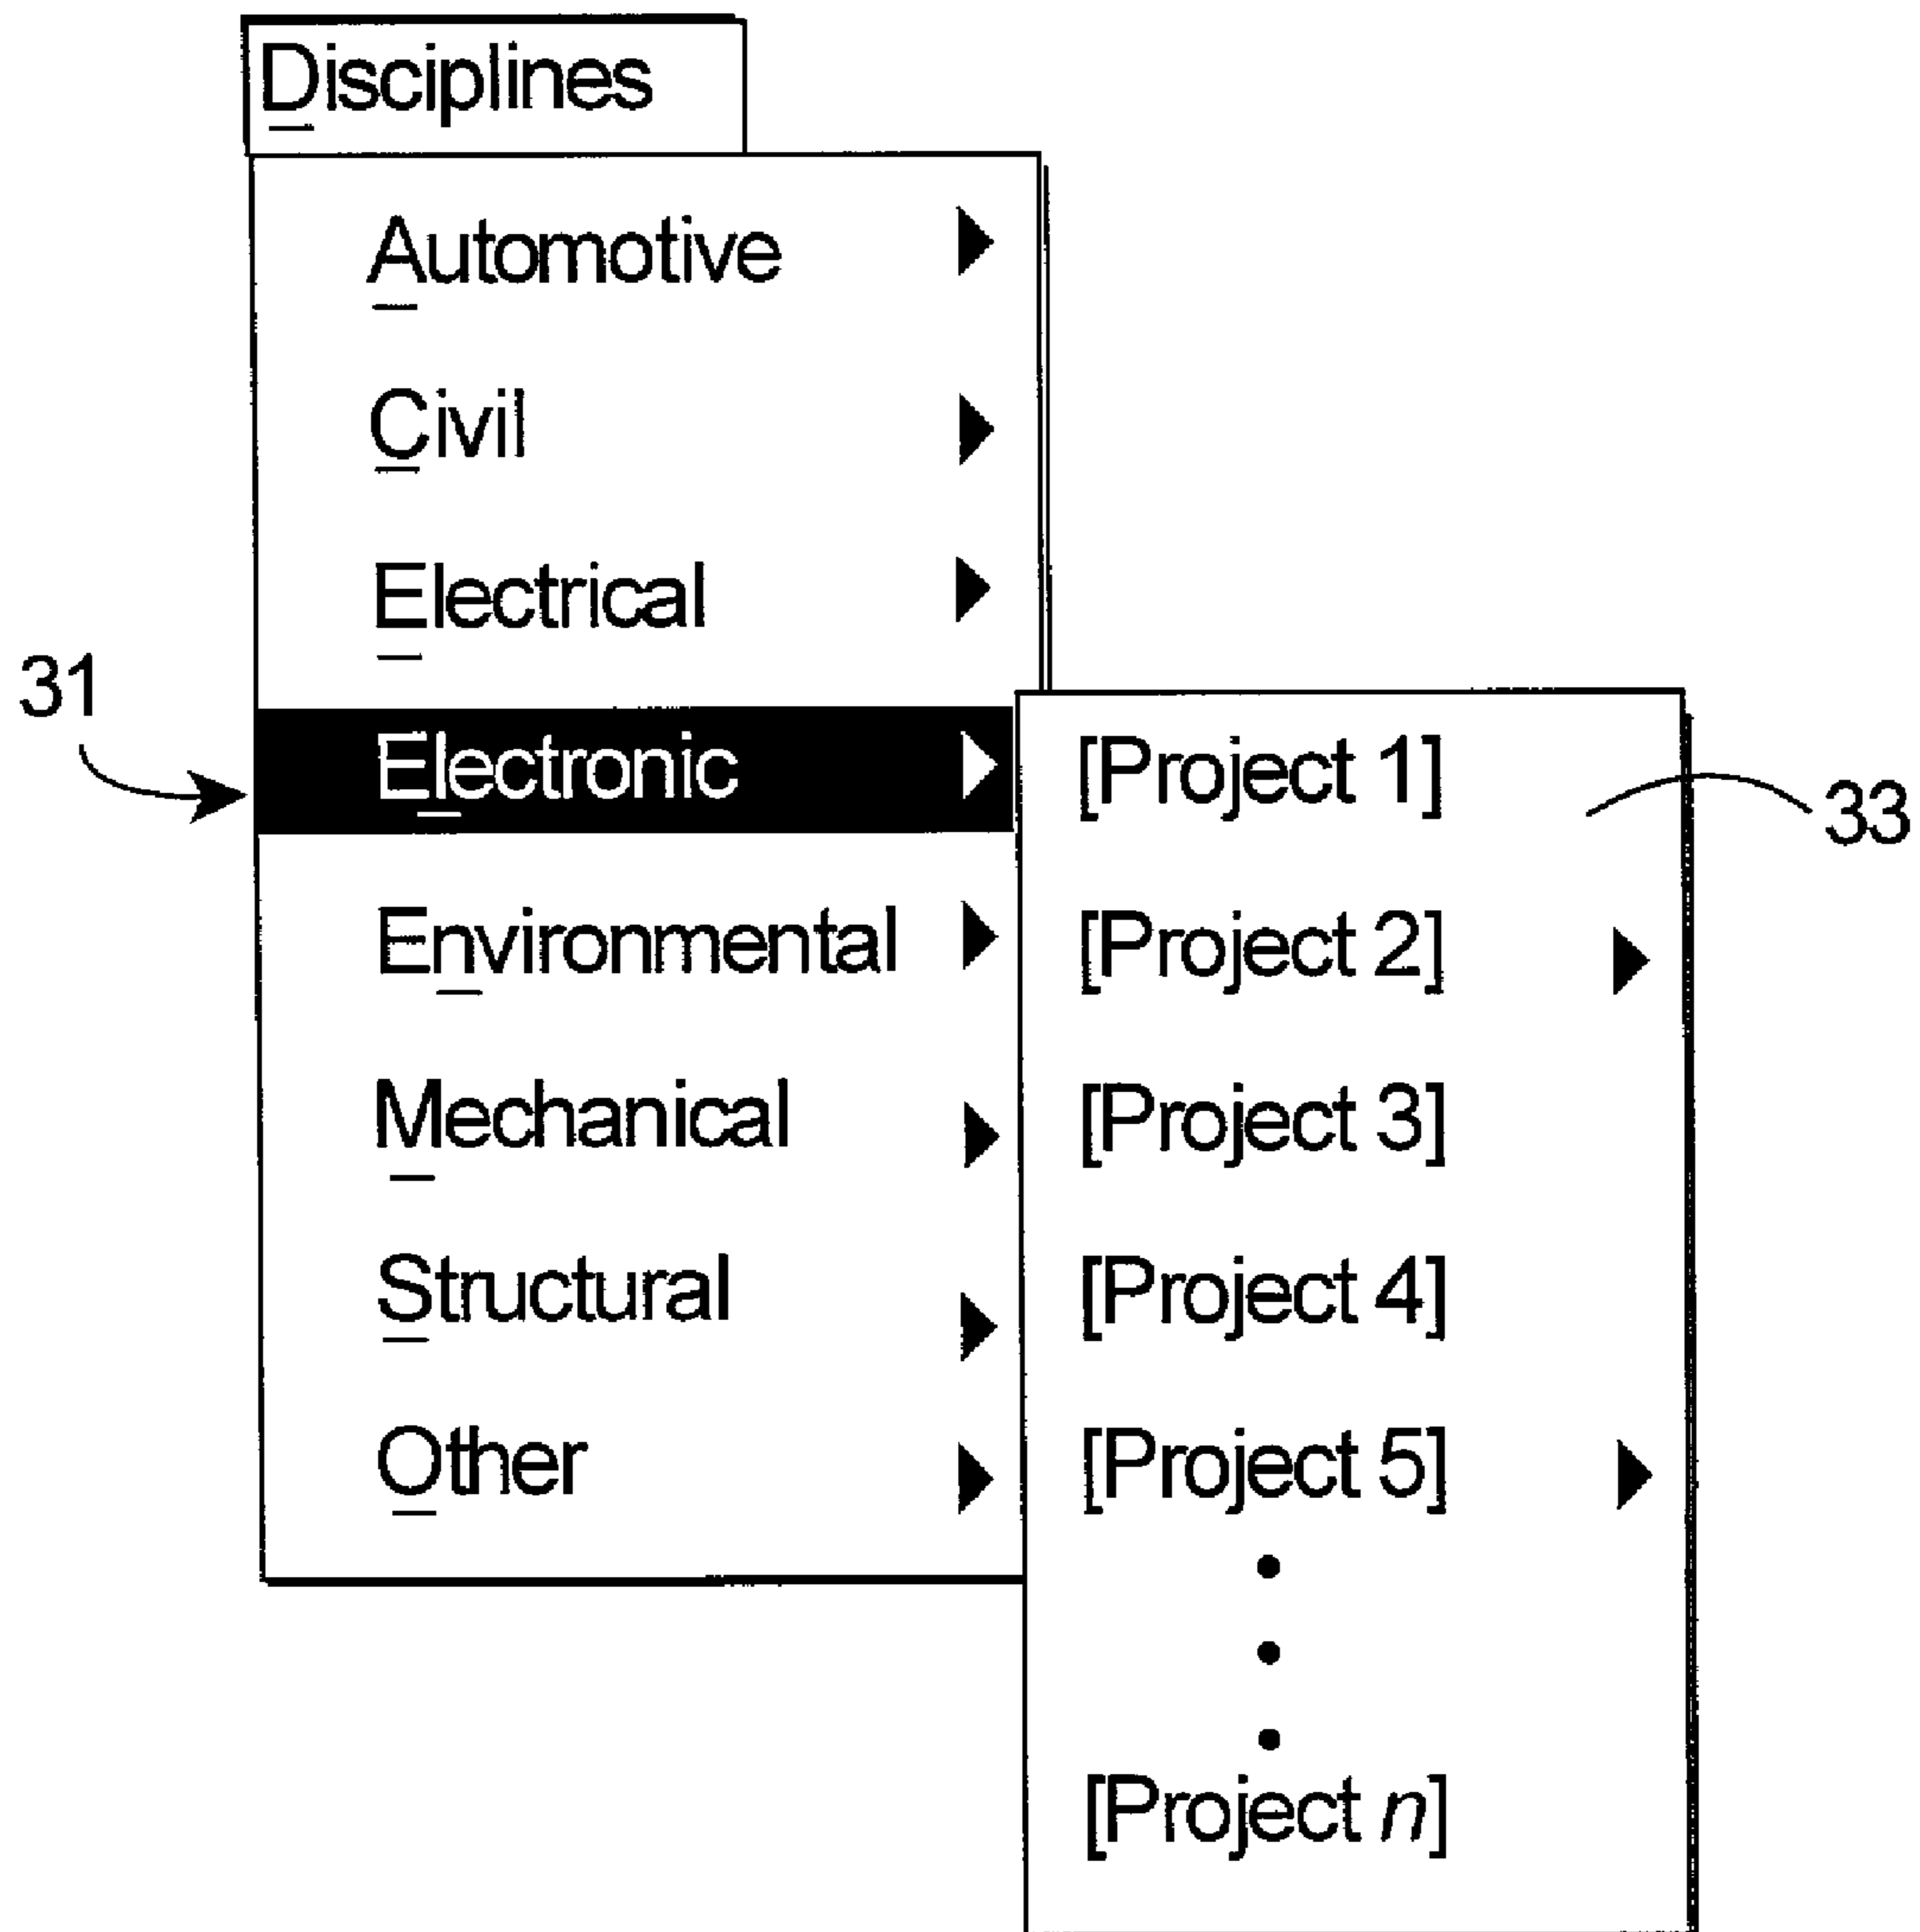 Disciplines
Automotive
Civil
Electrical
31
Electronic
Environmental
Mechanical
Structural
Other
[Project 1]
33
[Project 2]
[Project 3]
[Project 4]
[Project 5]
[Project n]